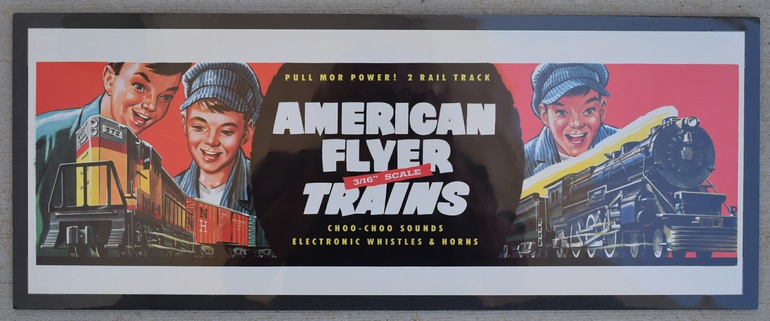 PULL MOR POWER! 2 RAIL TRACK
AMERICAN
FLYER
3/16" SCALE
TRAINS
CHOO-CHOO SOUNDS
ELECTRONIC WHISTLES & HORNS
N
H